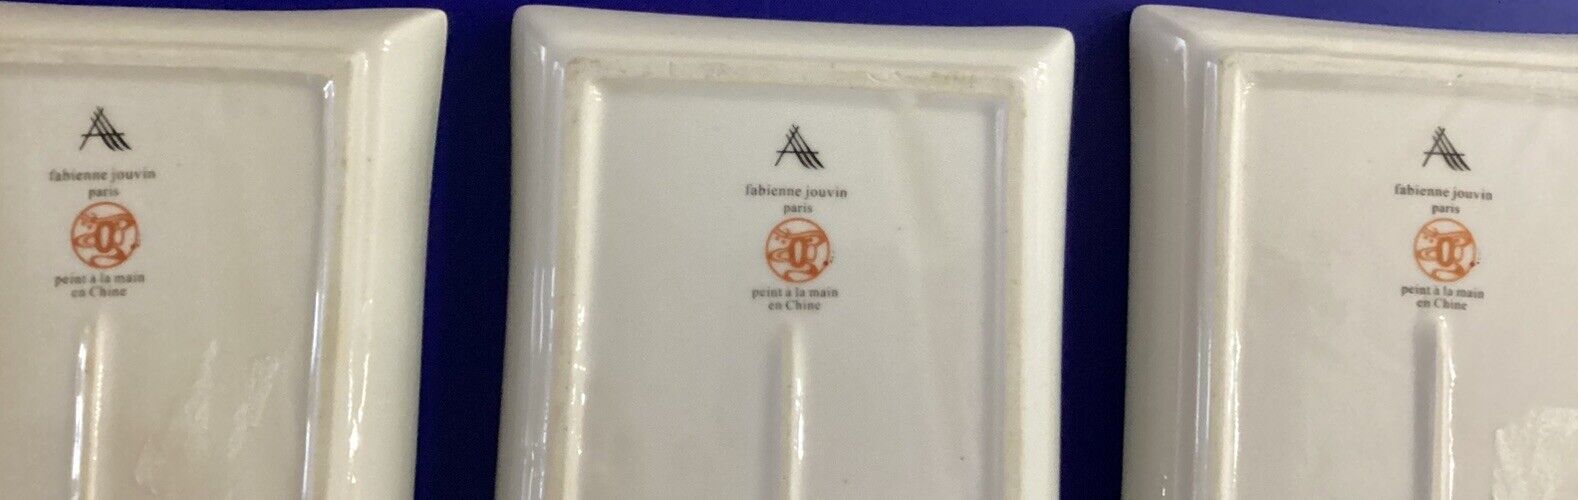 fabienne jouvin
paris
peint à la main
en Chine
fabienne jouvin
paris
peint à la main
en Chine
fabienne jouvin
paris
peint à la main
en Chine